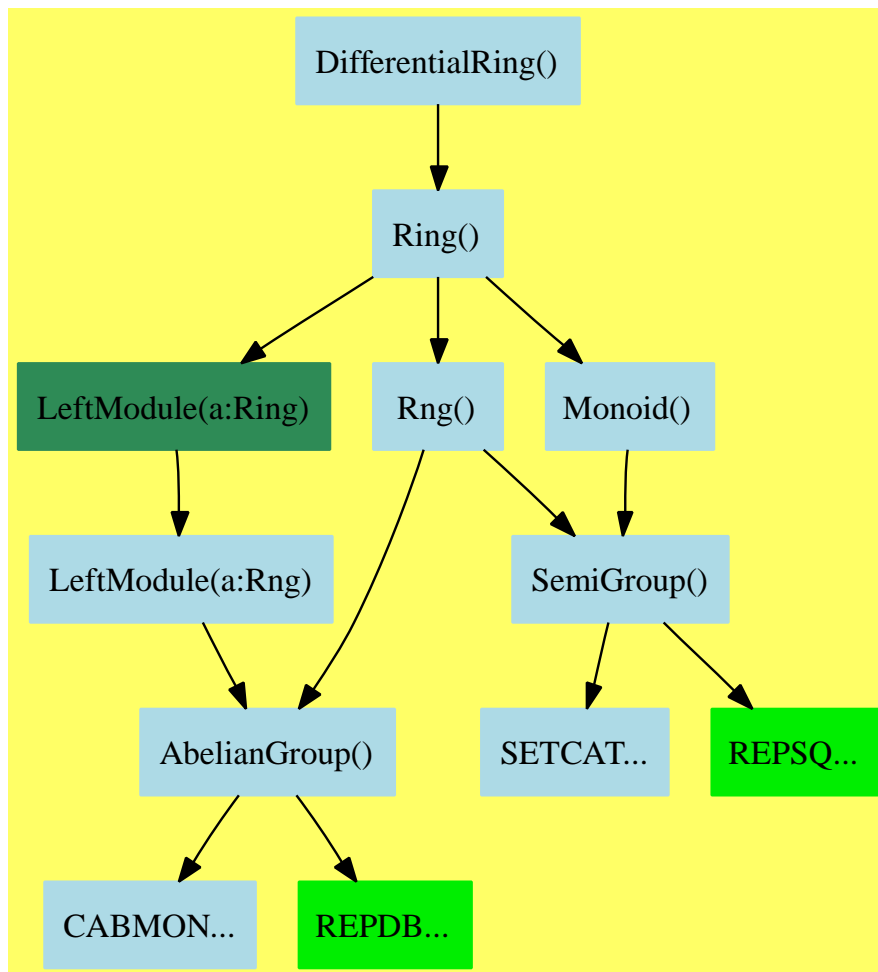 DifferentialRing()
Ring()
LeftModule(a:Ring)
Rng()
Monoid()
LeftModule(a:Rng)
SemiGroup()
AbelianGroup()
SETCAT...
REPSQ...
CABMON...
REPDB...